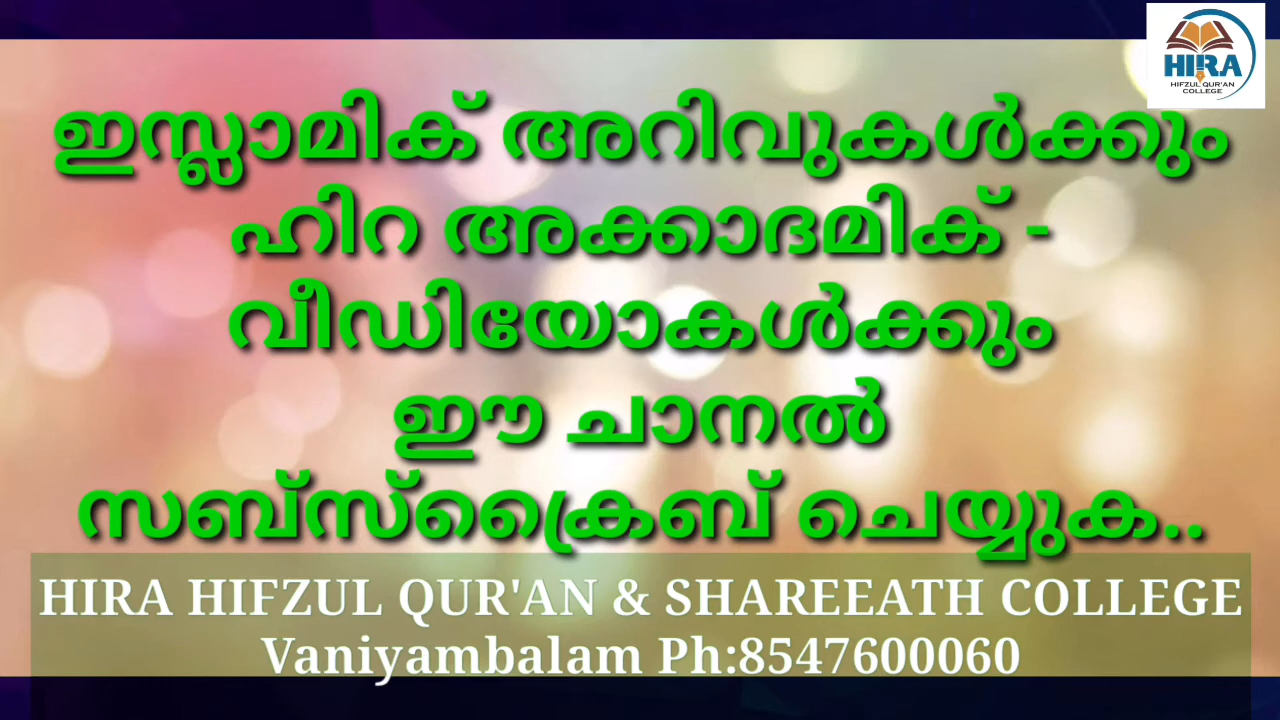 HIRA
HIFZUL QUR'AN
COLLEGE
ഇസ്ലാമിക് അറിവുകൾക്കും
ഹിറ അക്കാദമിക് -
വീഡിയോകൾക്കും
ഈ ചാനൽ
സബ്സ്ക്രൈബ് ചെയ്യുക..
HIRA HIFZUL QUR'AN & SHAREEATH COLLEGE
Vaniyambalam Ph:8547600060